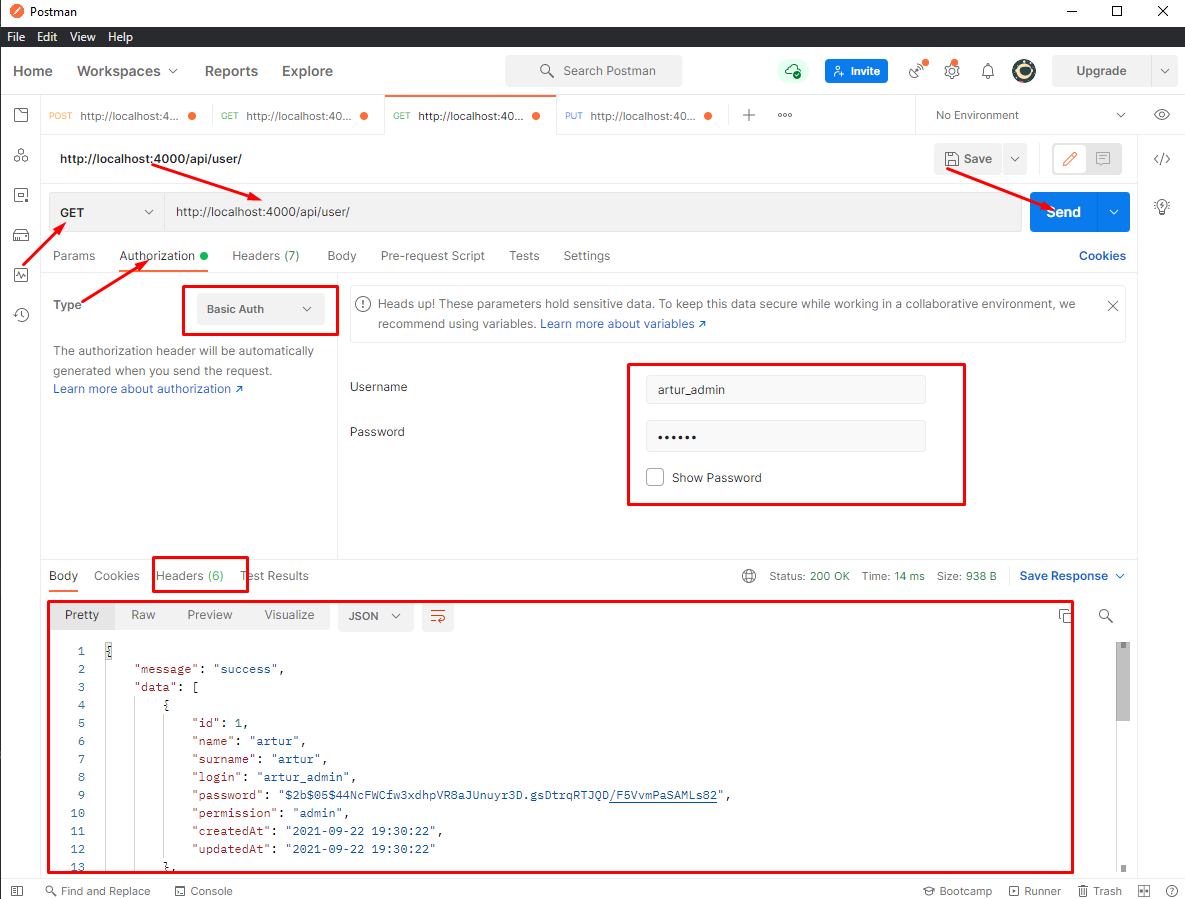 Postman
File Edit View Help
Home Workspaces Reports Explore Search Postman Invite Upgrade
POST http://localhost:4... GET http://localhost:40... GET http://localhost:40... PUT http://localhost:40... No Environment
http://localhost:4000/api/user/ Save
GET http://localhost:4000/api/user/ Send
Params Authorization Headers (7) Body Pre-request Script Tests Settings Cookies
Type Basic Auth
Heads up! These parameters hold sensitive data. To keep this data secure while working in a collaborative environment, we
recommend using variables. Learn more about variables ↗
The authorization header will be automatically
generated when you send the request.
Learn more about authorization ↗
Username artur_admin
Password ••••••
Show Password
Body Cookies Headers (6) Test Results Status: 200 OK Time: 14 ms Size: 938 B Save Response
Pretty Raw Preview Visualize JSON
1 {
2 "message": "success",
3 "data": [
4 {
5 "id": 1,
6 "name": "artur",
7 "surname": "artur",
8 "login": "artur_admin",
9 "password": "$2b$05$44NcFWCfw3xdhpVR8aJUnuyr3D.gsDtrqRTJQD/F5VvmPaSAMLs82",
10 "permission": "admin",
11 "createdAt": "2021-09-22 19:30:22",
12 "updatedAt": "2021-09-22 19:30:22"
13 },
Find and Replace Console Bootcamp Runner Trash